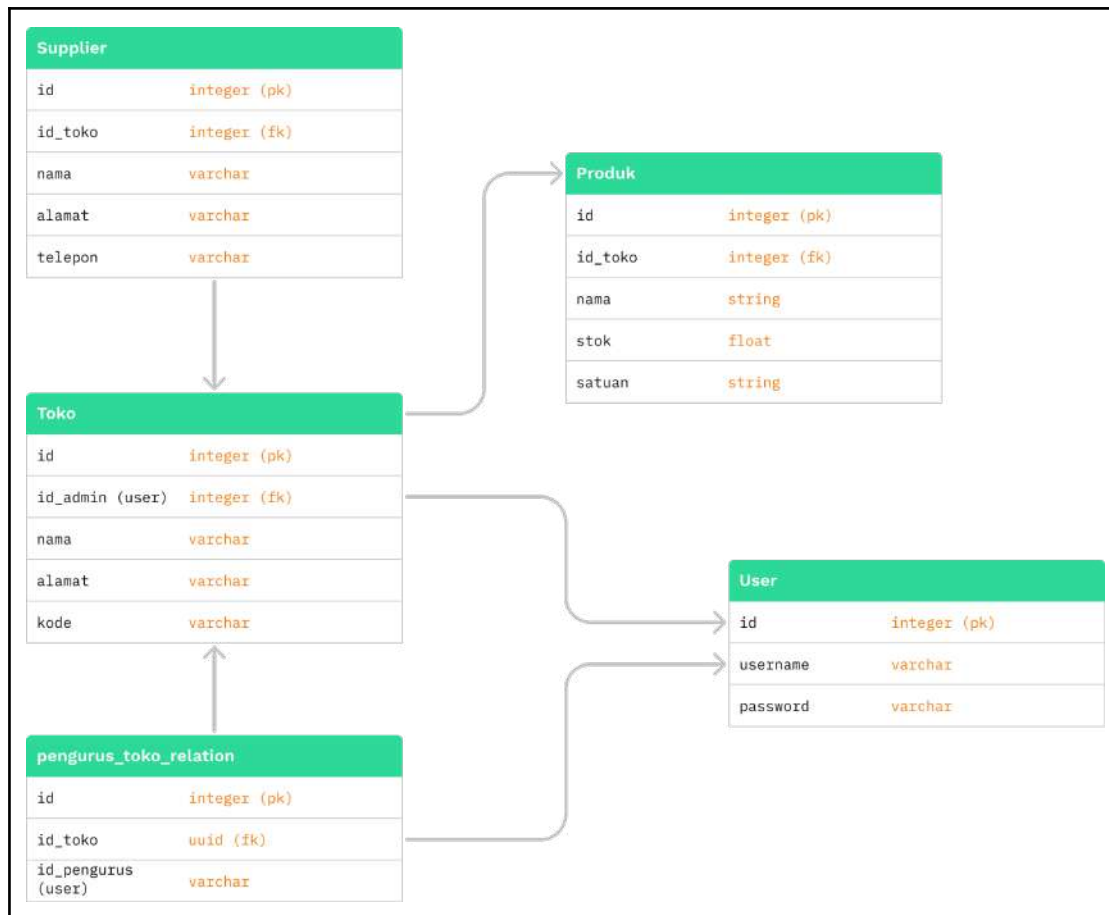 Supplier
id integer (pk)
id_toko integer (fk)
nama varchar
alamat varchar
telepon varchar
Produk
id integer (pk)
id_toko integer (fk)
nama string
stok float
satuan string
Toko
id integer (pk)
id_admin (user) integer (fk)
nama varchar
alamat varchar
kode varchar
User
id integer (pk)
username varchar
password varchar
pengurus_toko_relation
id integer (pk)
id_toko uuid (fk)
id_pengurus
(user) varchar